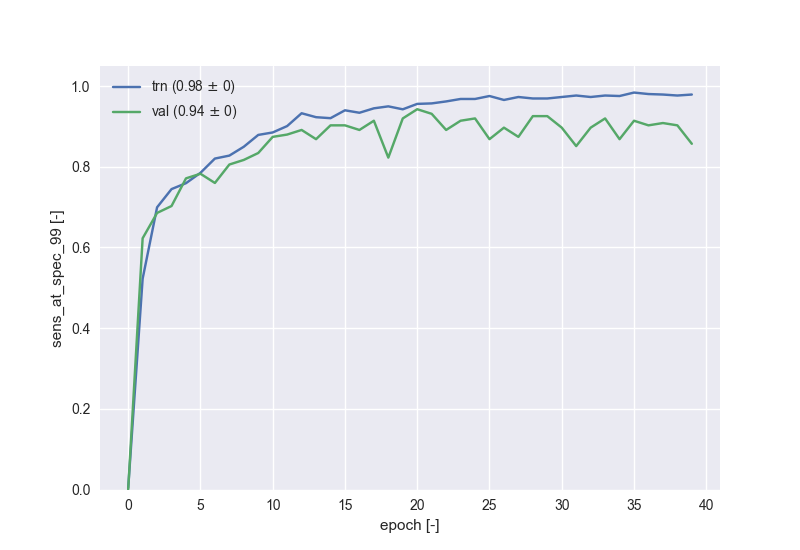 trn (0.98 ± 0)
val (0.94 ± 0)
1.0
0.8
0.6
0.4
0.2
0.0
sens_at_spec_99 [-]
0 5 10 15 20 25 30 35 40
epoch [-]